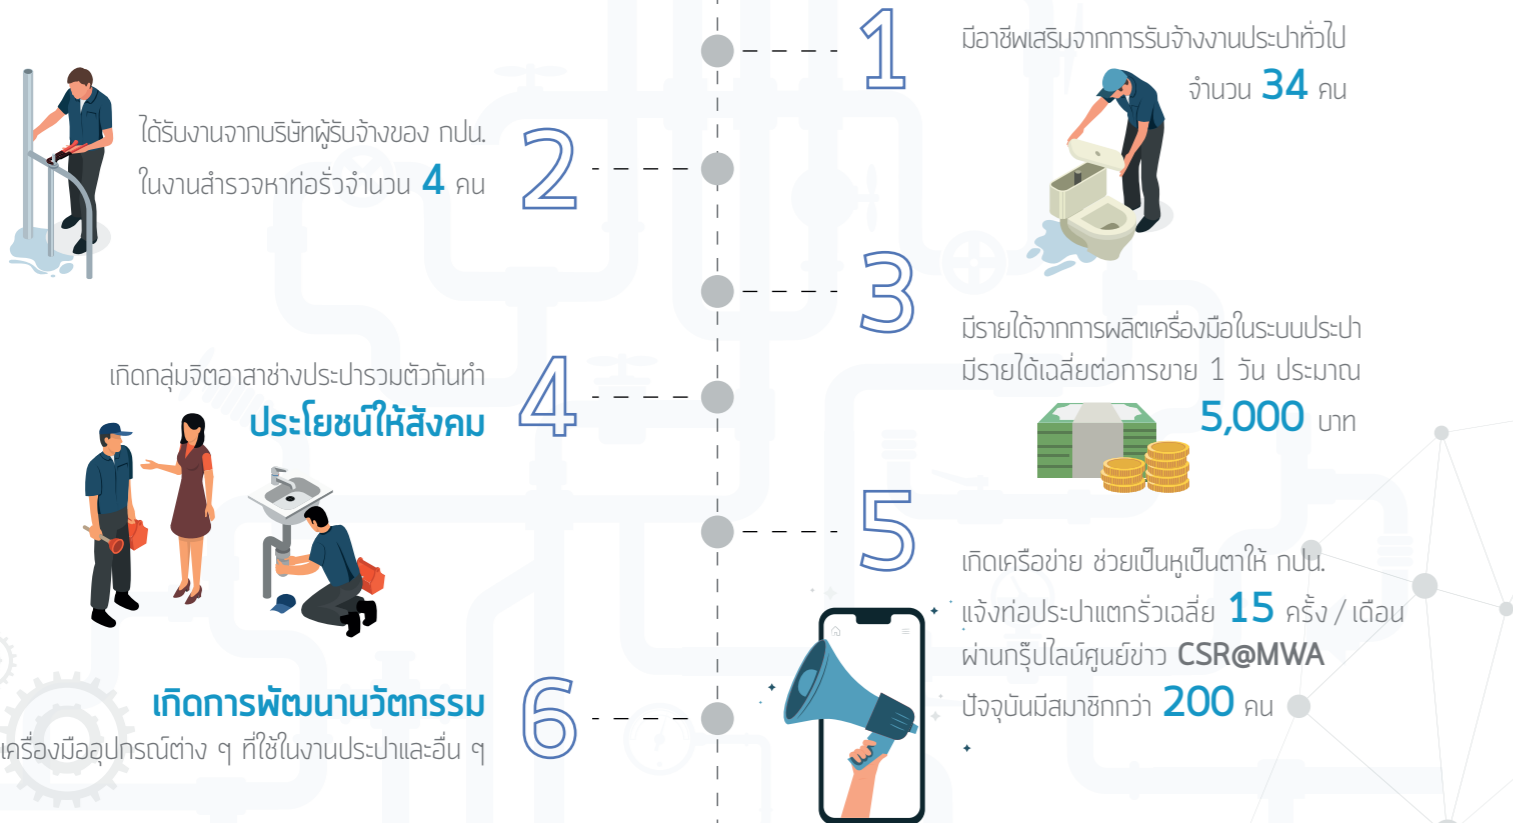 1
มีอาชีพเสริมจากการรับจ้างงานประปาทั่วไป
จำนวน 34 คน
2
ได้รับงานจากบริษัทผู้รับจ้างของ กปน.
ในงานสำรวจหาท่อรั่วจำนวน 4 คน
3
มีรายได้จากการผลิตเครื่องมือในระบบประปา
มีรายได้เฉลี่ยต่อการขาย 1 วัน ประมาณ
5,000 บาท
4
เกิดกลุ่มจิตอาสาช่างประปารวมตัวกันทำ
ประโยชน์ให้สังคม
5
เกิดเครือข่าย ช่วยเป็นหูเป็นตาให้ กปน.
แจ้งท่อประปาแตกรั่วเฉลี่ย 15 ครั้ง / เดือน
ผ่านกรุ๊ปไลน์ศูนย์ข่าว CSR@MWA
ปัจจุบันมีสมาชิกกว่า 200 คน
6
เกิดการพัฒนานวัตกรรม
เครื่องมืออุปกรณ์ต่าง ๆ ที่ใช้ในงานประปาและอื่น ๆ